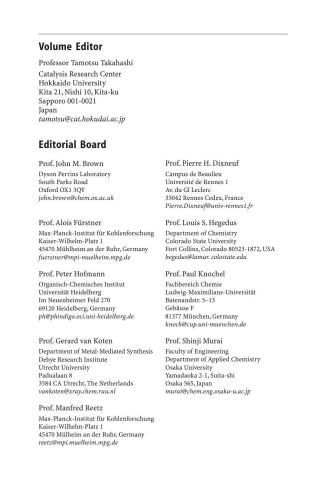 Volume Editor
Professor Tamotsu Takahashi
Catalysis Research Center
Hokkaido University
Kita 21, Nishi 10, Kita-ku
Sapporo 001-0021
Japan
tamotsu@cat.hokudai.ac.jp
Editorial Board
Prof. John M. Brown
Dyson Perrins Laboratory
South Parks Road
Oxford OX1 3QY
john.brown@chem.ox.ac.uk
Prof. Pierre H. Dixneuf
Campus de Beaulieu
Université de Rennes 1
Av. du Gl Leclerc
35042 Rennes Cedex, France
Pierre.Dixneuf@univ-rennes1.fr
Prof. Alois Fürstner
Max-Planck-Institut für Kohlenforschung
Kaiser-Wilhelm-Platz 1
45470 Mühlheim an der Ruhr, Germany
fuerstner@mpi-muelheim.mpg.de
Prof. Louis S. Hegedus
Department of Chemistry
Colorado State University
Fort Collins, Colorado 80523-1872, USA
hegedus@lamar. colostate.edu
Prof. Peter Hofmann
Organisch-Chemisches Institut
Universität Heidelberg
Im Neuenheimer Feld 270
69120 Heidelberg, Germany
ph@phindigo.oci.uni-heidelberg.de
Prof. Paul Knochel
Fachbereich Chemie
Ludwig-Maximilians-Universität
Butenandstr. 5–13
Gebäuse F
81377 München, Germany
knoch@cup.uni-muenchen.de
Prof. Gerard van Koten
Department of Metal-Mediated Synthesis
Debye Research Institute
Utrecht University
Padualaan 8
3584 CA Utrecht, The Netherlands
vankoten@xray.chem.ruu.nl
Prof. Shinji Murai
Faculty of Engineering
Department of Applied Chemistry
Osaka University
Yamadaoka 2-1, Suita-shi
Osaka 565, Japan
murai@chem.eng.osaka-u.ac.jp
Prof. Manfred Reetz
Max-Planck-Institut für Kohlenforschung
Kaiser-Wilhelm-Platz 1
45470 Mülheim an der Ruhr, Germany
reetz@mpi.muelheim.mpg.de